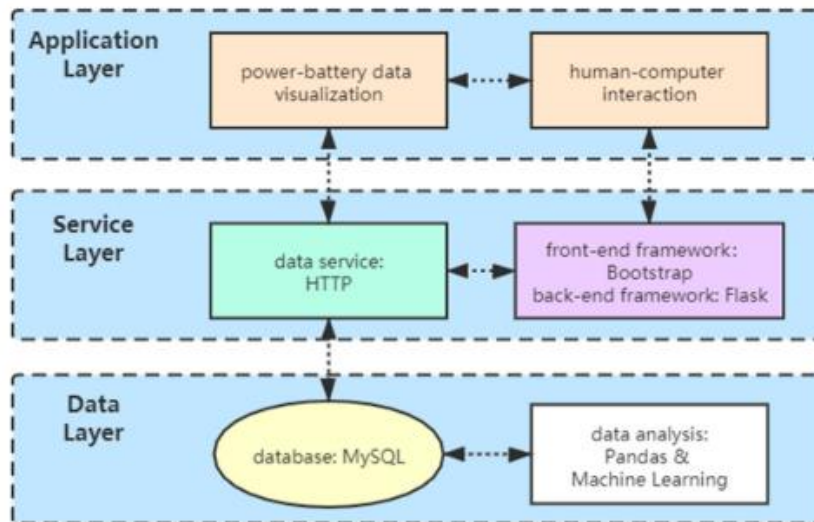 Application
Layer
power-battery data
visualization
human-computer
interaction
Service
Layer
data service:
HTTP
front-end framework:
Bootstrap
back-end framework: Flask
Data
Layer
database: MySQL
data analysis:
Pandas &
Machine Learning